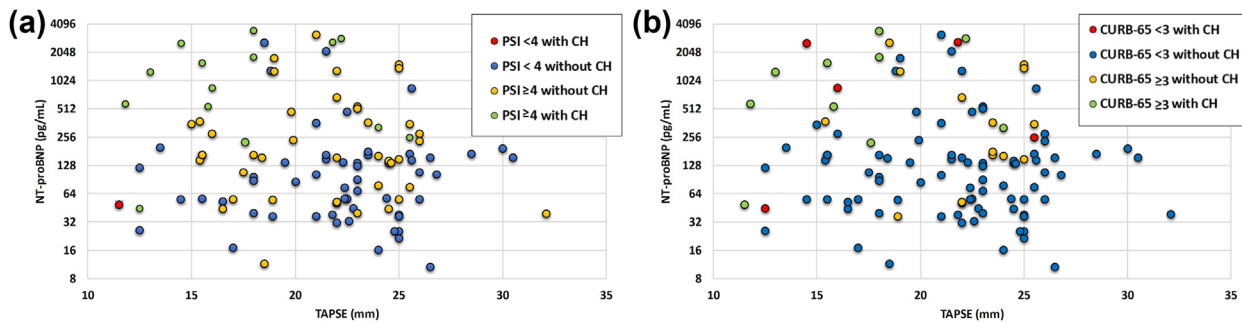 (a)
NT-proBNP (pg/mL)
4096
2048
1024
512
256
128
64
32
16
8
10 15 20 25 30 35
TAPSE (mm)
PSI <4 with CH
PSI < 4 without CH
PSI ≥4 without CH
PSI ≥ 4 with CH
(b)
NT-proBNP (pg/mL)
4096
2048
1024
512
256
128
64
32
16
8
10 15 20 25 30 35
TAPSE (mm)
CURB-65 <3 with CH
CURB-65 <3 without CH
CURB-65 ≥3 without CH
CURB-65 ≥3 with CH